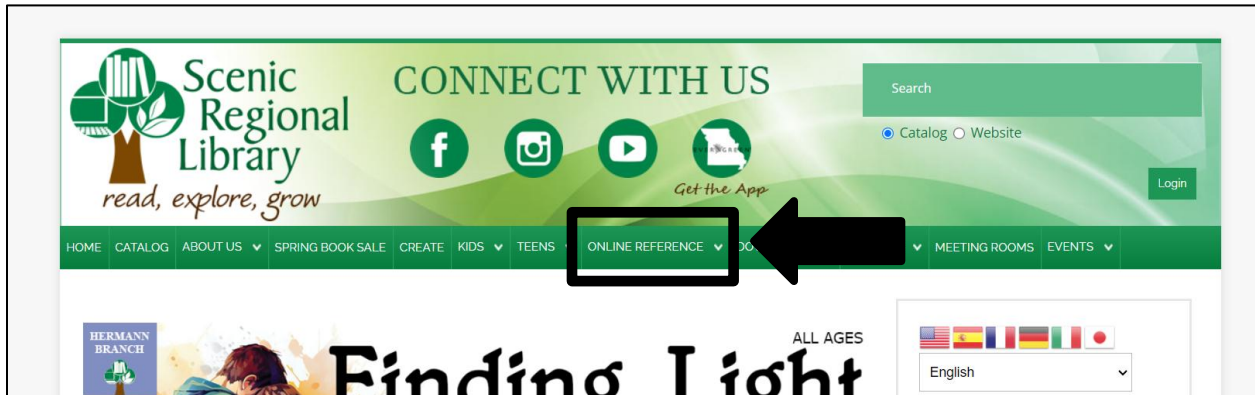 Scenic
Regional
Library
read, explore, grow
CONNECT WITH US
Get the App
Search
Catalog Website
Login
HOME CATALOG ABOUT US SPRING BOOK SALE CREATE KIDS TEENS ONLINE REFERENCE MEETING ROOMS EVENTS
HERMANN
BRANCH
ALL AGES
Finding Light
English